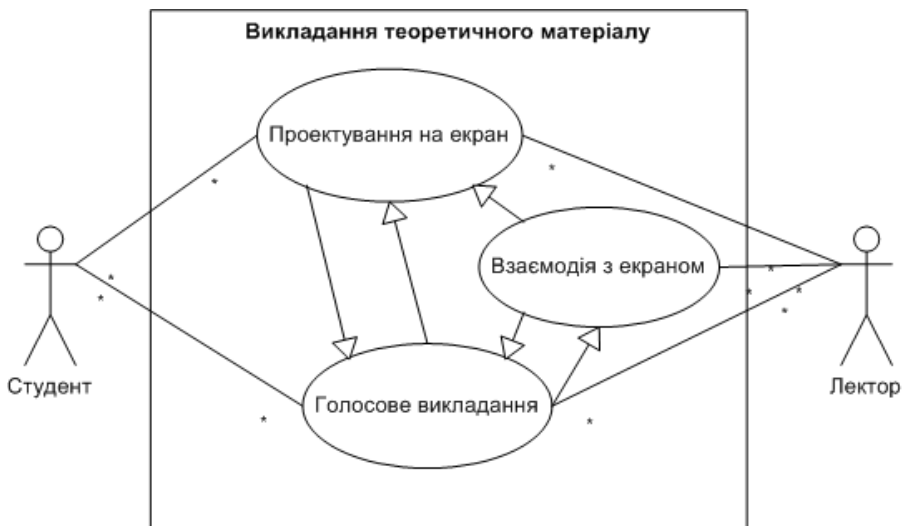 Викладання теоретичного матеріалу
Проектування на екран
*
*
Взаємодія з екраном
*
*
*
*
*
*
Студент
Лектор
Голосове викладання
*
*